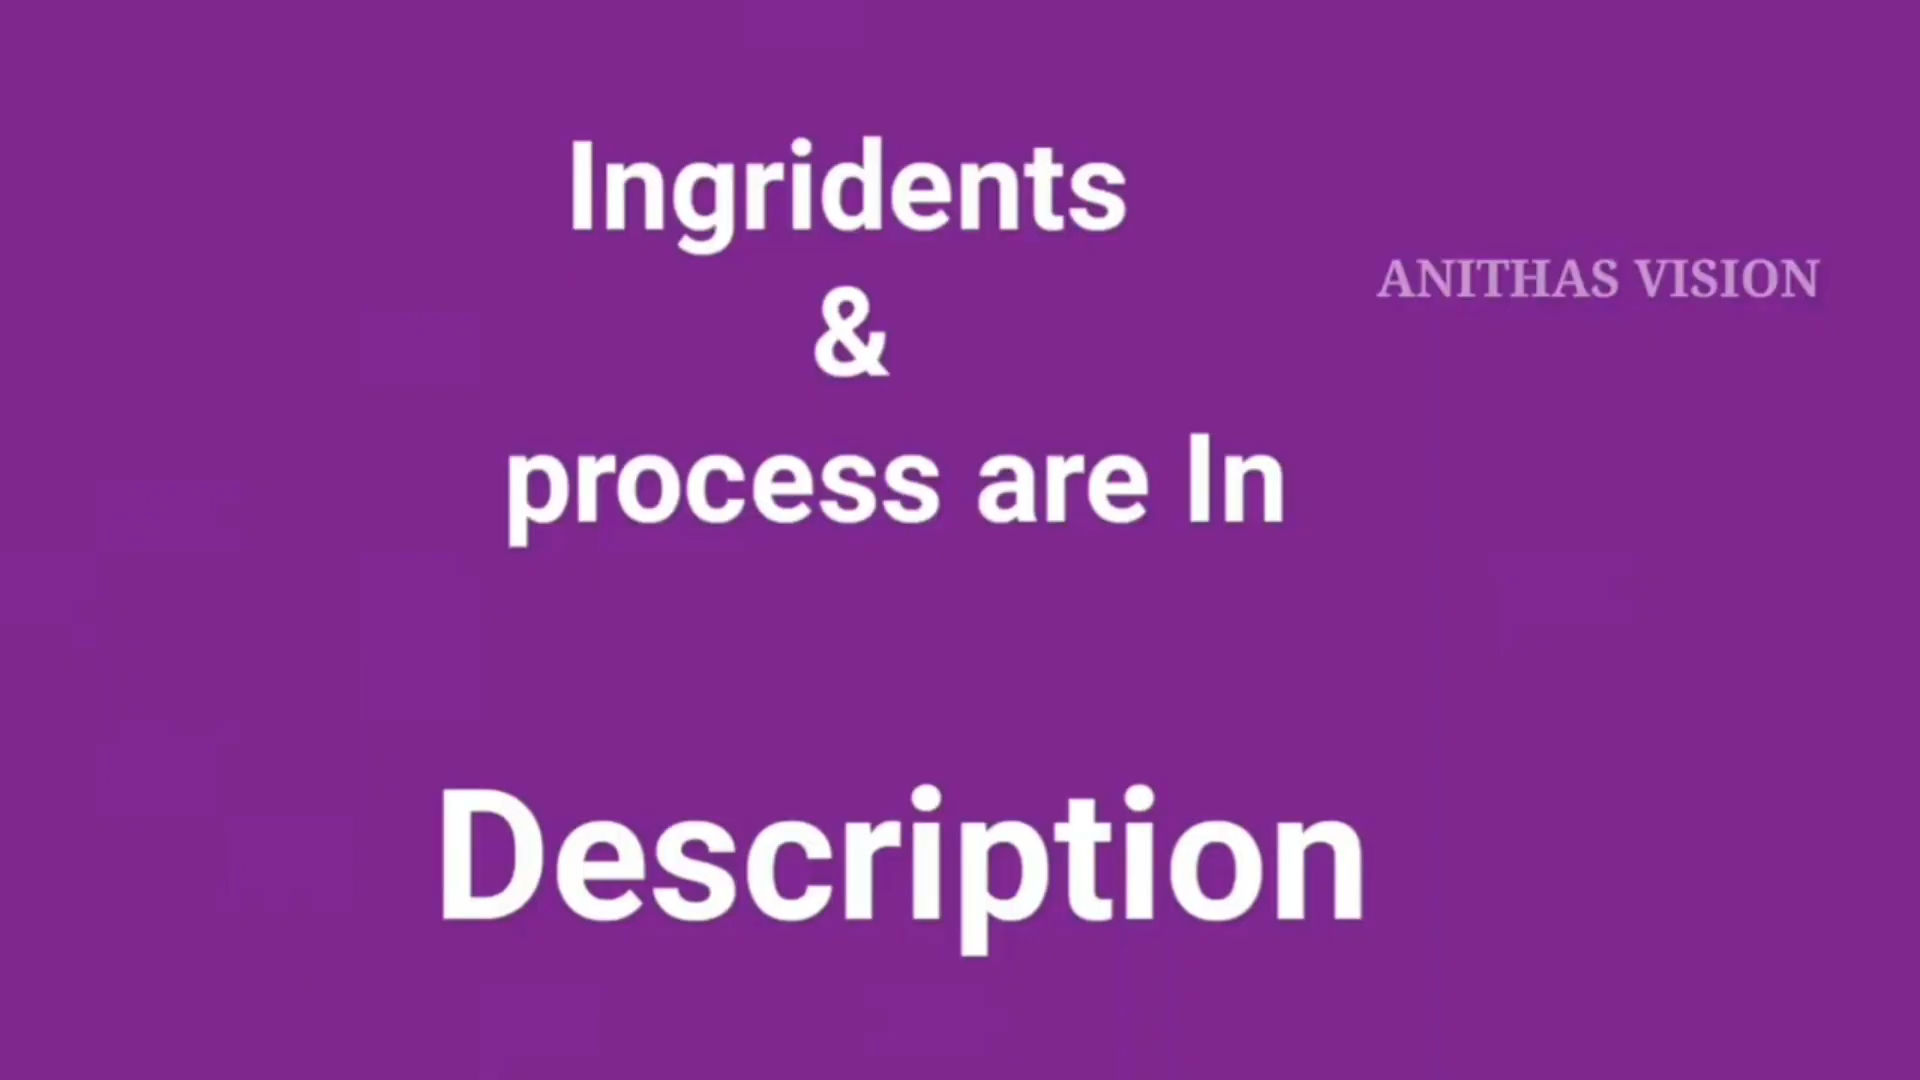 Ingridents
ANITHAS VISION
&
process are In
Description